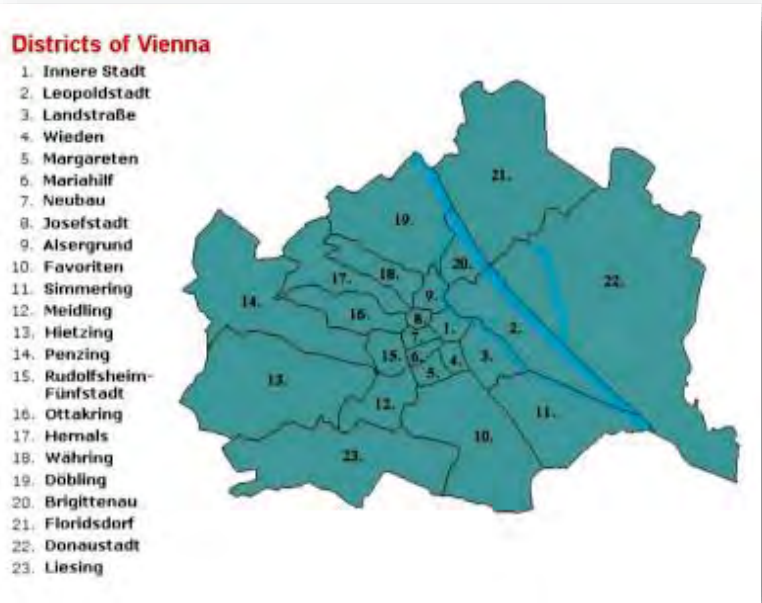 Districts of Vienna
1. Innere Stadt
2. Leopoldstadt
3. Landstraße
4. Wieden
5. Margareten
6. Mariahilf
7. Neubau
8. Josefstadt
9. Alsergrund
10. Favoriten
11. Simmering
12. Meidling
13. Hietzing
14. Penzing
15. Rudolfsheim-
Fünfstadt
16. Ottakring
17. Hernals
18. Währing
19. Döbling
20. Brigittenau
21. Floridsdorf
22. Donaustadt
23. Liesing
21.
19.
20.
18.
17.
22.
9.
14.
16.
8.
1.
2.
7.
15.
6.
4.
3.
5.
13.
12.
11.
10.
23.